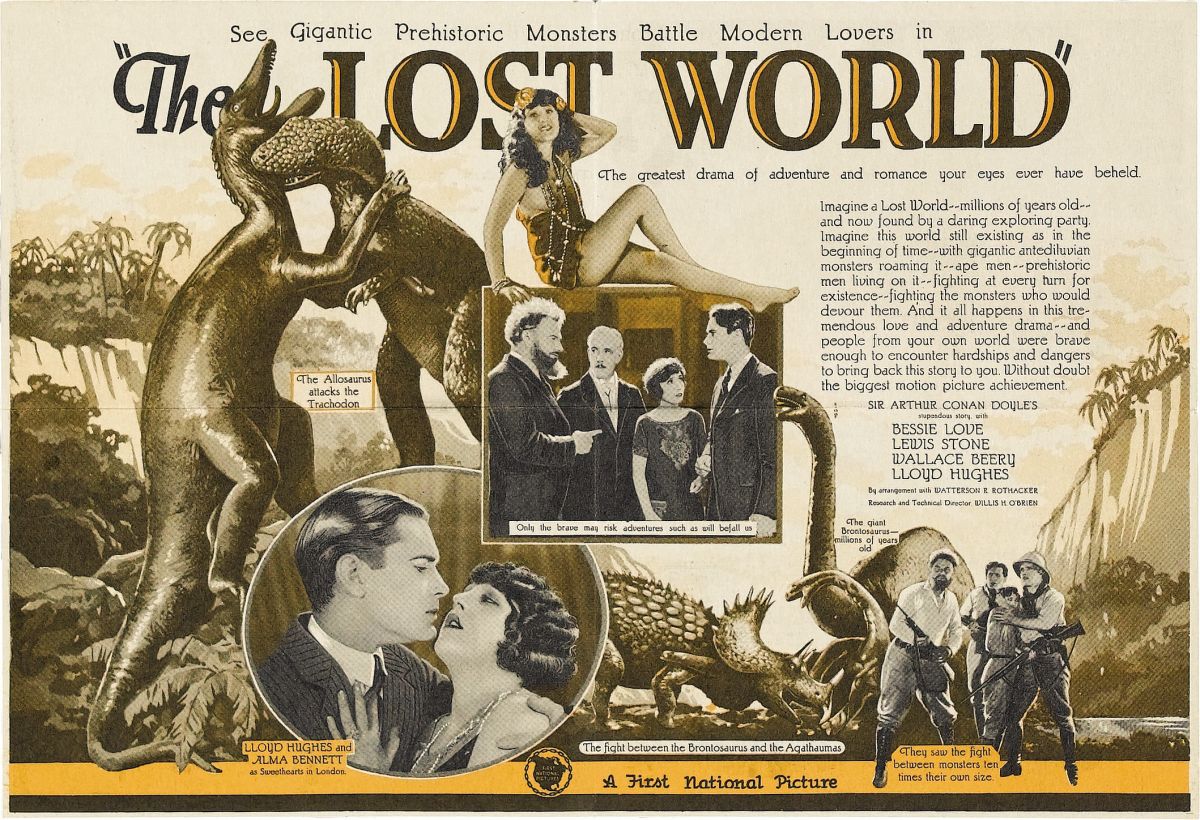 See Gigantic Prehistoric Monsters Battle Modern Lovers in
"The LOST WORLD"
The greatest drama of adventure and romance your eyes ever have beheld.
Imagine a Lost World--millions of years old--
and now found by a daring exploring party.
Imagine this world still existing as in the
beginning of time--with gigantic antediluvian
monsters roaming it--ape men--prehistoric
men living on it--fighting at every turn for
existence--fighting the monsters who would
devour them. And it all happens in this tre-
mendous love and adventure drama--and
people from your own world were brave
enough to encounter hardships and dangers
to bring back this story to you. Without doubt
the biggest motion picture achievement.
SIR ARTHUR CONAN DOYLE'S
stupendous story, with
BESSIE LOVE
LEWIS STONE
WALLACE BEERY
LLOYD HUGHES
By arrangement with WATTERSON R. ROTHACKER
Research and Technical Director, WILLIS H. O'BRIEN
The Allosaurus
attacks the
Trachodon
Only the brave may risk adventures such as will befall us
The giant
Brontosaurus—
millions of years
old
LLOYD HUGHES and
ALMA BENNETT
as Sweethearts in London.
The fight between the Brontosaurus and the Agathaumas
They saw the fight
between monsters ten
times their own size.
FIRST
NATIONAL
PICTURES
A First National Picture